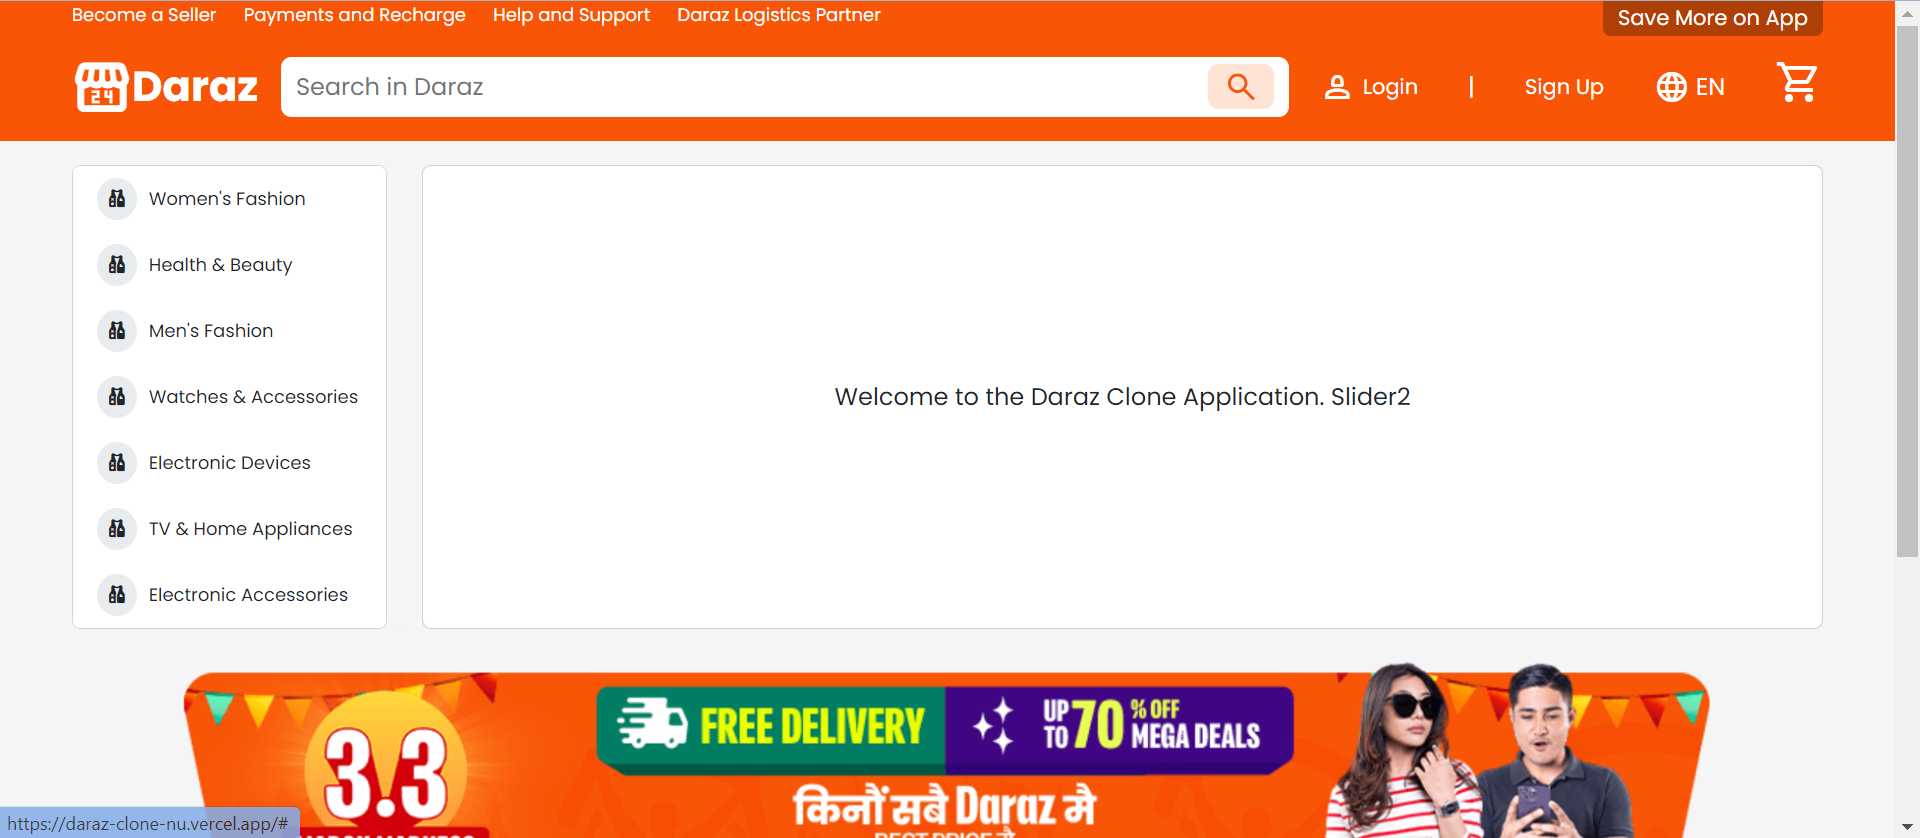 Become a Seller Payments and Recharge Help and Support Daraz Logistics Partner Save More on App
24 Daraz Search in Daraz Login | Sign Up EN
Women's Fashion
Health & Beauty
Men's Fashion
Watches & Accessories
Electronic Devices
TV & Home Appliances
Electronic Accessories
Welcome to the Daraz Clone Application. Slider2
3.3
FREE DELIVERY
UP TO 70% OFF
MEGA DEALS
किनौं सबै Daraz मै
https://daraz-clone-nu.vercel.app/#